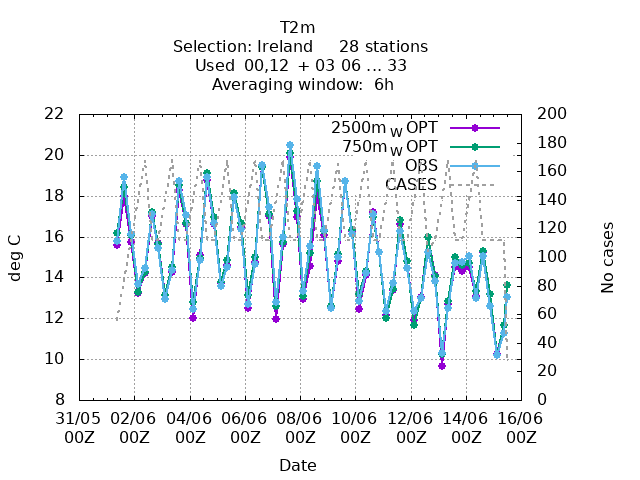 T2m
Selection: Ireland 28 stations
Used 00,12 + 03 06 ... 33
Averaging window: 6h
2500m w OPT
750m w OPT
OBS
CASES
deg C
No cases
22
20
18
16
14
12
10
8
200
180
160
140
120
100
80
60
40
20
0
31/05 02/06 04/06 06/06 08/06 10/06 12/06 14/06 16/06
00Z 00Z 00Z 00Z 00Z 00Z 00Z 00Z 00Z
Date